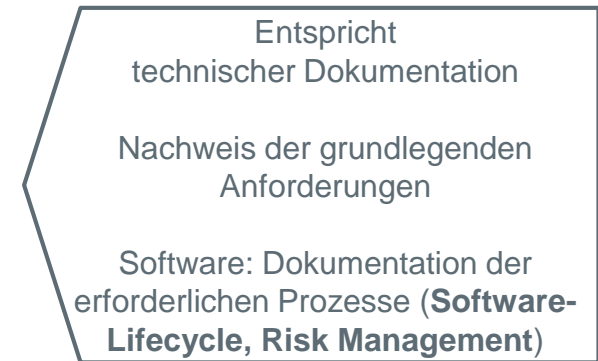 Entspricht
technischer Dokumentation
Nachweis der grundlegenden
Anforderungen
Software: Dokumentation der
erforderlichen Prozesse (Software-
Lifecycle, Risk Management)